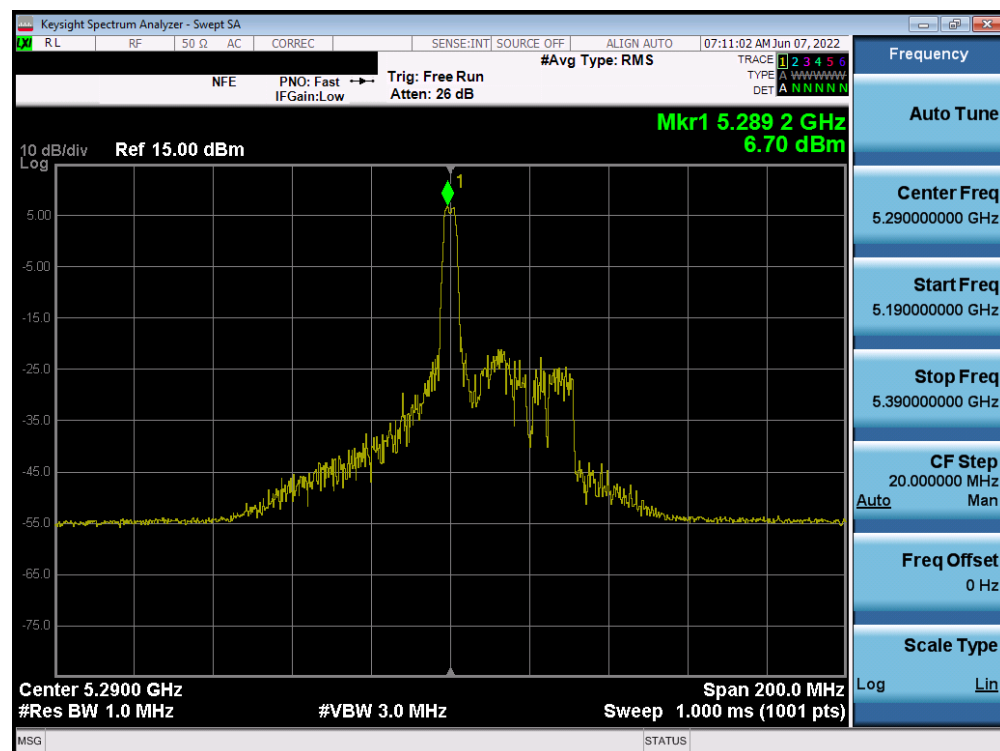 Keysight Spectrum Analyzer - Swept SA
LXI RL RF 50 Ω AC CORREC SENSE:INT SOURCE OFF ALIGN AUTO 07:11:02 AM Jun 07, 2022
#Avg Type: RMS
TRACE 1 2 3 4 5 6
TYPE A WWWWW
DET A N N N N N
NFE PNO: Fast Trig: Free Run
IFGain:Low Atten: 26 dB
Mkr1 5.289 2 GHz
6.70 dBm
10 dB/div Ref 15.00 dBm
Log
1
5.00
-5.00
-15.0
-25.0
-35.0
-45.0
-55.0
-65.0
-75.0
Center 5.2900 GHz Span 200.0 MHz
#Res BW 1.0 MHz #VBW 3.0 MHz Sweep 1.000 ms (1001 pts)
MSG STATUS
Frequency
Auto Tune
Center Freq
5.290000000 GHz
Start Freq
5.190000000 GHz
Stop Freq
5.390000000 GHz
CF Step
20.000000 MHz
Auto Man
Freq Offset
0 Hz
Scale Type
Log Lin